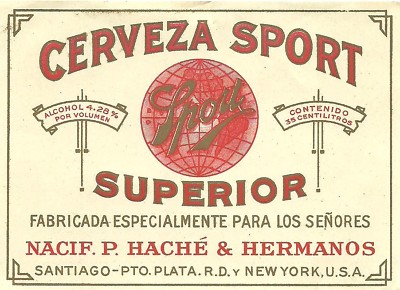 CERVEZA SPORT
ALCOHOL 4.28%
POR VOLUMEN
Sport
CONTENIDO
35 CENTILITROS
SUPERIOR
FABRICADA ESPECIALMENTE PARA LOS SEÑORES
NACIF. P. HACHÉ & HERMANOS
SANTIAGO-PTO. PLATA. R.D. Y NEW YORK, U.S.A.